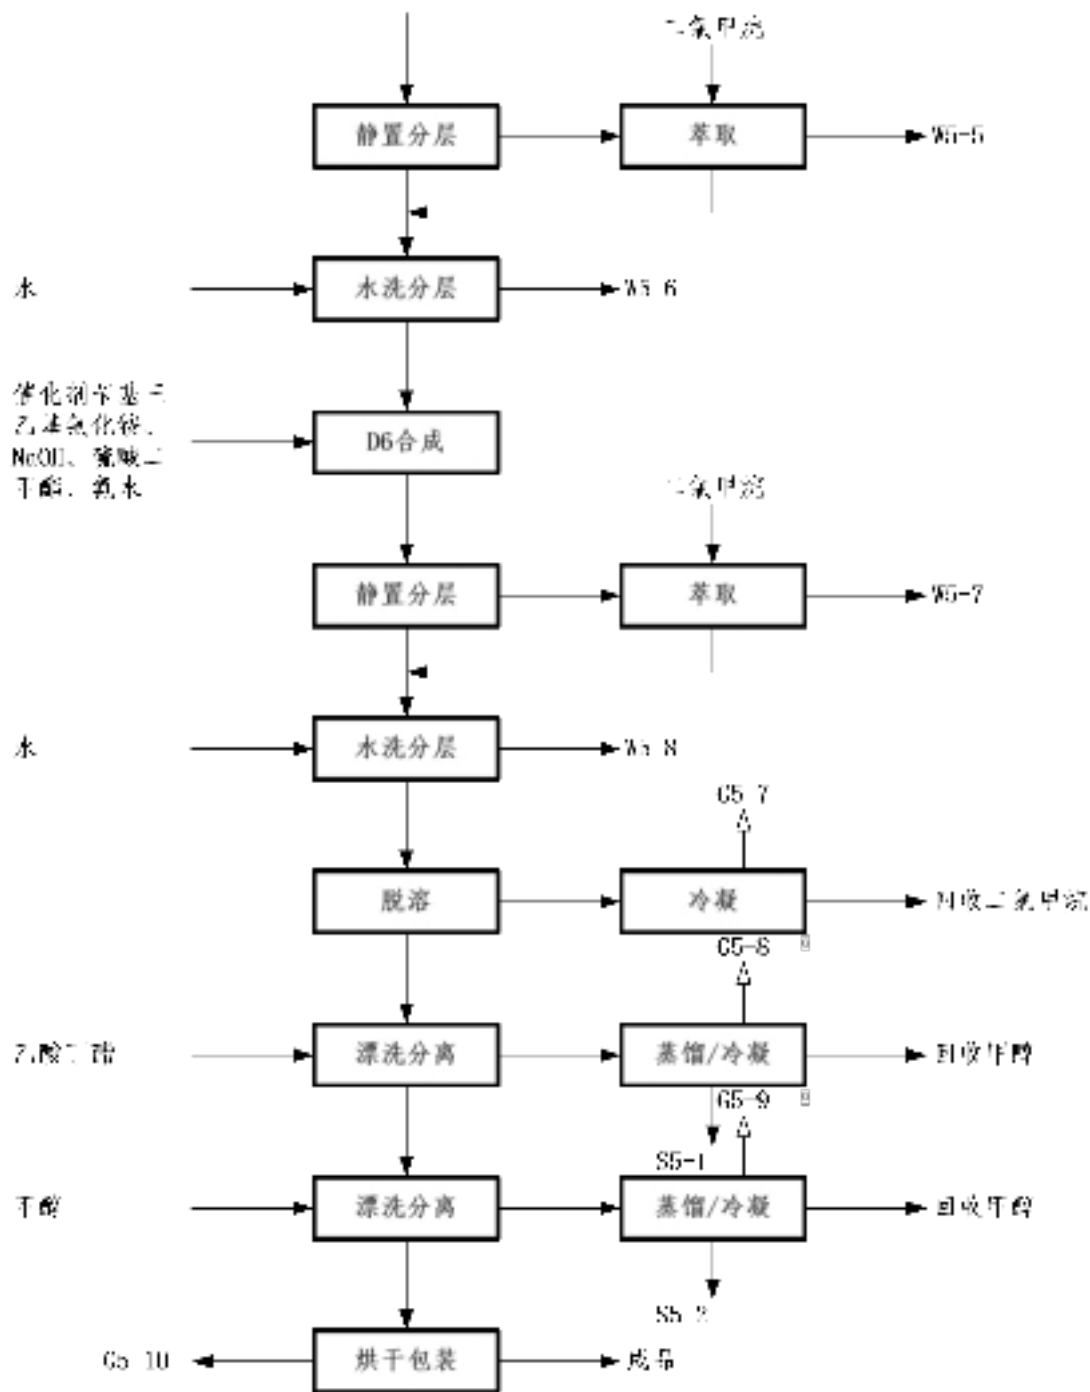 二氯甲烷
静置分层
萃取
W5-5
水
水洗分层
W5-6
催化剂苄基三
乙基氯化铵、
NaOH、硫酸二
甲酯、氨水
D6合成
二氯甲烷
静置分层
萃取
W5-7
水
水洗分层
W5-8
G5-7
脱溶
冷凝
回收二氯甲烷
G5-8
乙酸丁酯
漂洗分离
蒸馏/冷凝
回收甲醇
G5-9
S5-1
甲醇
漂洗分离
蒸馏/冷凝
回收甲醇
S5-2
G5-10
烘干包装
成品